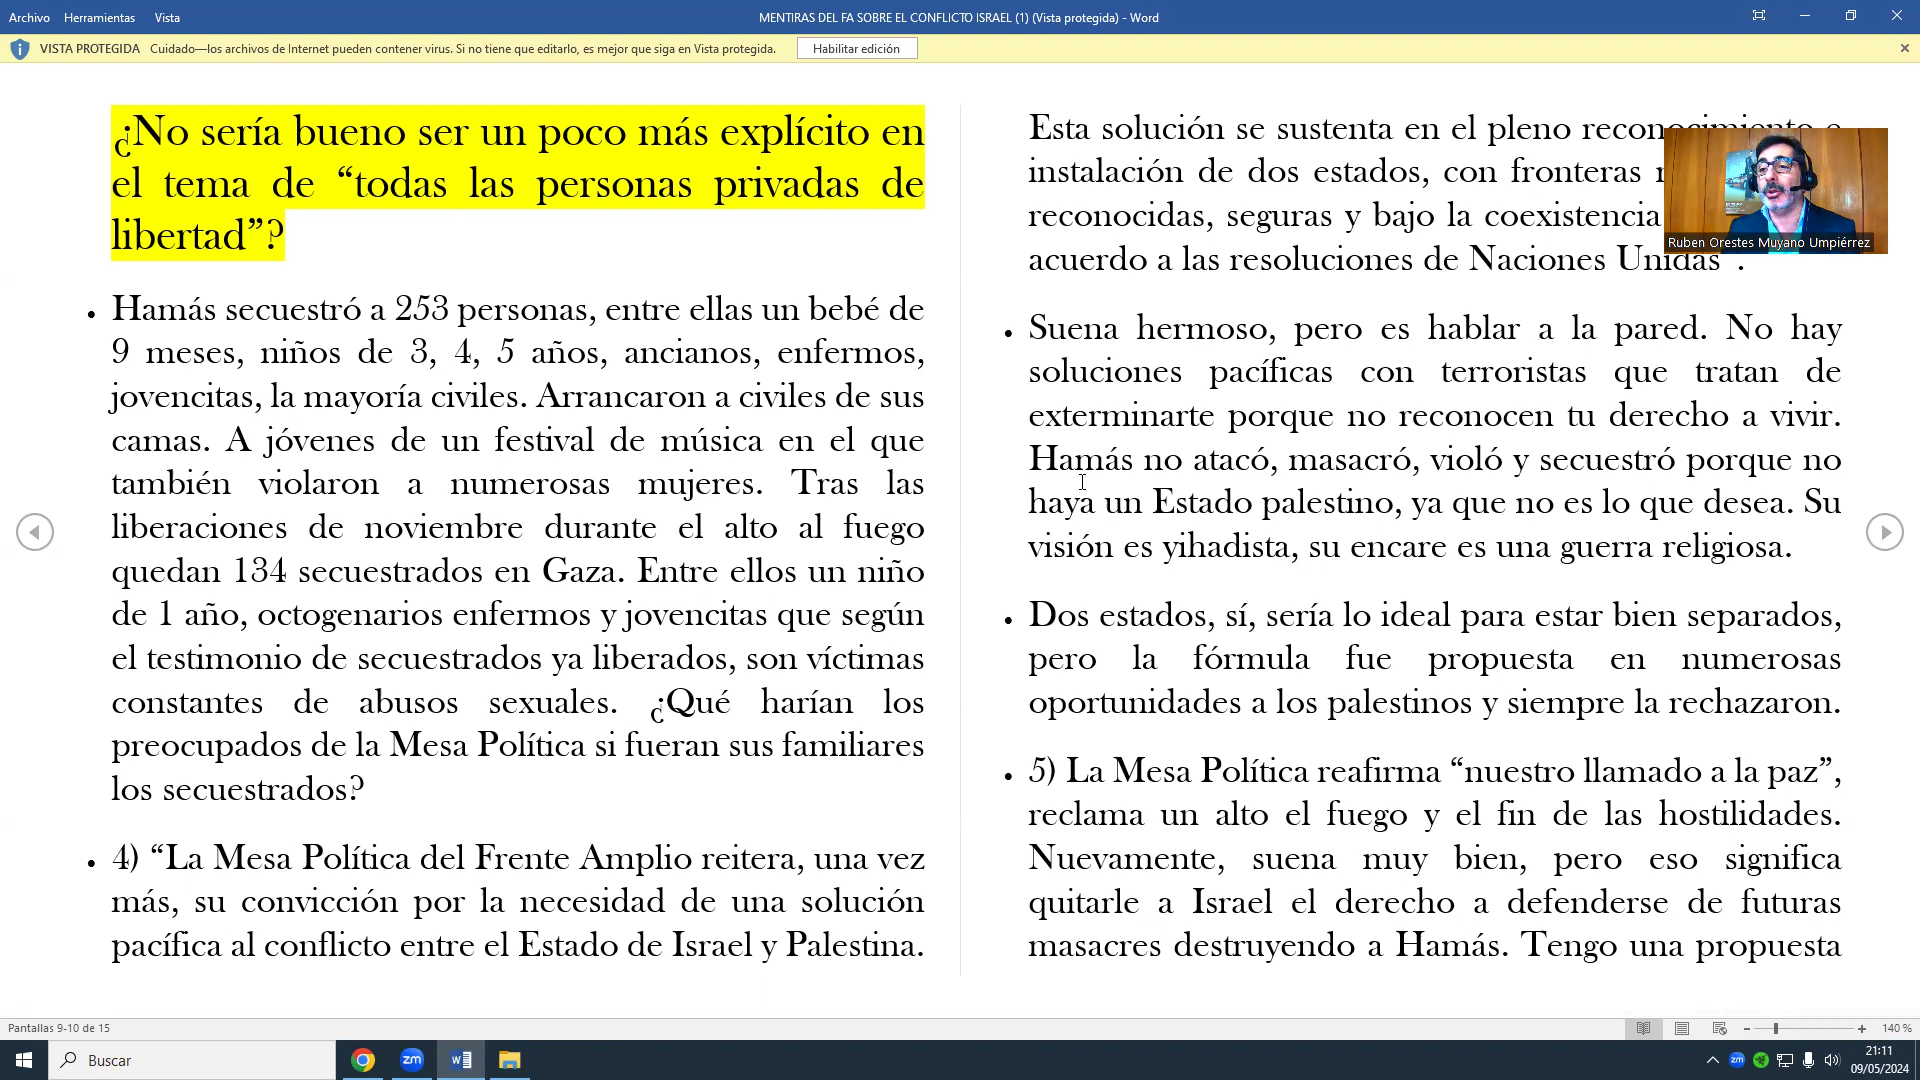 Archivo Herramientas Vista
MENTIRAS DEL FA SOBRE EL CONFLICTO ISRAEL (1) (Vista protegida) - Word
VISTA PROTEGIDA Cuidado—los archivos de Internet pueden contener virus. Si no tiene que editarlo, es mejor que siga en Vista protegida.
Habilitar edición
¿No sería bueno ser un poco más explícito en
el tema de “todas las personas privadas de
libertad”?
• Hamás secuestró a 253 personas, entre ellas un bebé de
9 meses, niños de 3, 4, 5 años, ancianos, enfermos,
jovencitas, la mayoría civiles. Arrancaron a civiles de sus
camas. A jóvenes de un festival de música en el que
también violaron a numerosas mujeres. Tras las
liberaciones de noviembre durante el alto al fuego
quedan 134 secuestrados en Gaza. Entre ellos un niño
de 1 año, octogenarios enfermos y jovencitas que según
el testimonio de secuestrados ya liberados, son víctimas
constantes de abusos sexuales. ¿Qué harían los
preocupados de la Mesa Política si fueran sus familiares
los secuestrados?
• 4) “La Mesa Política del Frente Amplio reitera, una vez
más, su convicción por la necesidad de una solución
pacífica al conflicto entre el Estado de Israel y Palestina.
Esta solución se sustenta en el pleno reconocimiento e
instalación de dos estados, con fronteras
reconocidas, seguras y bajo la coexistencia
acuerdo a las resoluciones de Naciones Unidas”.
• Suena hermoso, pero es hablar a la pared. No hay
soluciones pacíficas con terroristas que tratan de
exterminarte porque no reconocen tu derecho a vivir.
Hamás no atacó, masacró, violó y secuestró porque no
haya un Estado palestino, ya que no es lo que desea. Su
visión es yihadista, su encare es una guerra religiosa.
• Dos estados, sí, sería lo ideal para estar bien separados,
pero la fórmula fue propuesta en numerosas
oportunidades a los palestinos y siempre la rechazaron.
• 5) La Mesa Política reafirma “nuestro llamado a la paz”,
reclama un alto el fuego y el fin de las hostilidades.
Nuevamente, suena muy bien, pero eso significa
quitarle a Israel el derecho a defenderse de futuras
masacres destruyendo a Hamás. Tengo una propuesta
Ruben Orestes Muyano Umpiérrez
Pantallas 9-10 de 15
140 %
Buscar
zm
zm
21:11
09/05/2024